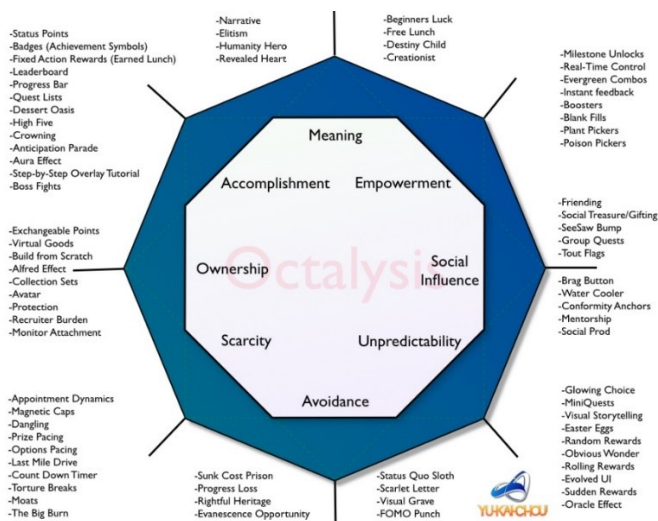 -Narrative
-Elitism
-Humanity Hero
-Revealed Heart
-Beginners Luck
-Free Lunch
-Destiny Child
-Creationist
-Status Points
-Badges (Achievement Symbols)
-Fixed Action Rewards (Earned Lunch)
-Leaderboard
-Progress Bar
-Quest Lists
-Dessert Oasis
-High Five
-Crowning
-Anticipation Parade
-Aura Effect
-Step-by-Step Overlay Tutorial
-Boss Fights
-Milestone Unlocks
-Real-Time Control
-Evergreen Combos
-Instant feedback
-Boosters
-Blank Fills
-Plant Pickers
-Poison Pickers
Meaning
Accomplishment
Empowerment
Ownership
Octalysis
Social
Influence
Scarcity
Unpredictability
Avoidance
-Exchangeable Points
-Virtual Goods
-Build from Scratch
-Alfred Effect
-Collection Sets
-Avatar
-Protection
-Recruiter Burden
-Monitor Attachment
-Friending
-Social Treasure/Gifting
-SeeSaw Bump
-Group Quests
-Tout Flags
-Brag Button
-Water Cooler
-Conformity Anchors
-Mentorship
-Social Prod
-Appointment Dynamics
-Magnetic Caps
-Dangling
-Prize Pacing
-Options Pacing
-Last Mile Drive
-Count Down Timer
-Torture Breaks
-Moats
-The Big Burn
-Sunk Cost Prison
-Progress Loss
-Rightful Heritage
-Evanescence Opportunity
-Status Quo Sloth
-Scarlet Letter
-Visual Grave
-FOMO Punch
-Glowing Choice
-MiniQuests
-Visual Storytelling
-Easter Eggs
-Random Rewards
-Obvious Wonder
-Rolling Rewards
-Evolved UI
-Sudden Rewards
-Oracle Effect
YU-KAI CHOU